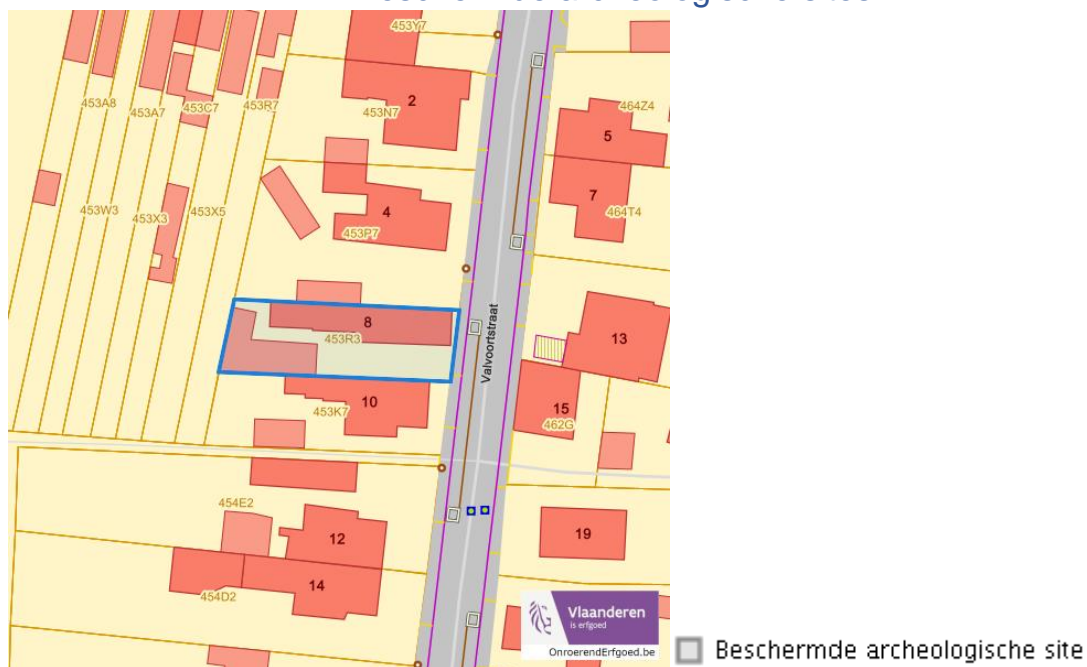 453Y7
2
453N7
453A8
453A7
453C7
453R7
464Z4
5
7
464T4
453W3
453X3
453X5
4
453P7
8
453R3
Valvoortstraat
13
10
453K7
15
462G
454E2
12
19
14
454D2
Vlaanderen
is erfgoed
OnroerendErfgoed.be
Beschermde archeologische site